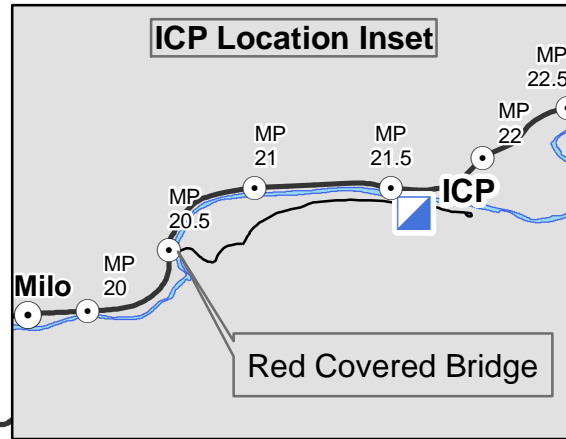 ICP Location Inset
MP
22.5
MP
22
MP
21.5
MP
21
ICP
MP
20.5
MP
20
Milo
Red Covered Bridge